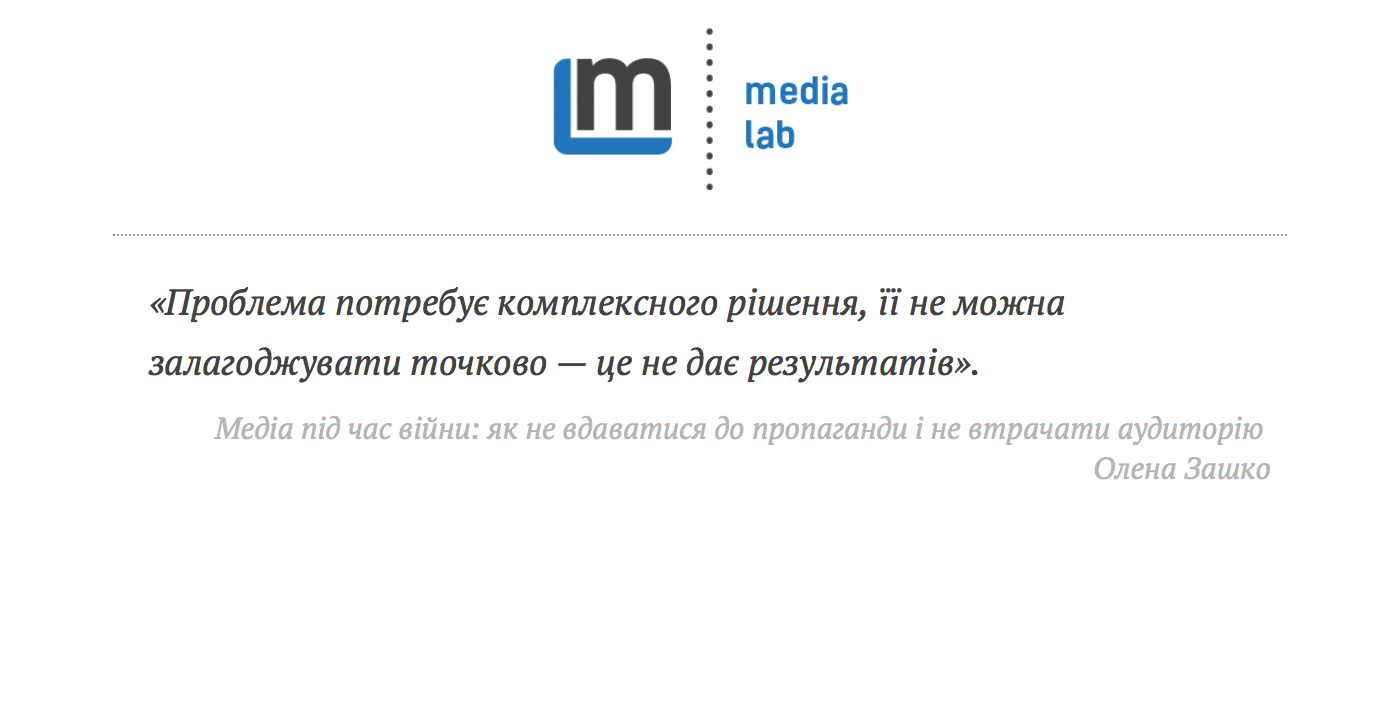 m
media
lab
«Проблема потребує комплексного рішення, її не можна
залагоджувати точково — це не дає результатів».
Медіа під час війни: як не вдаватися до пропаганди і не втрачати аудиторію
Олена Зашко